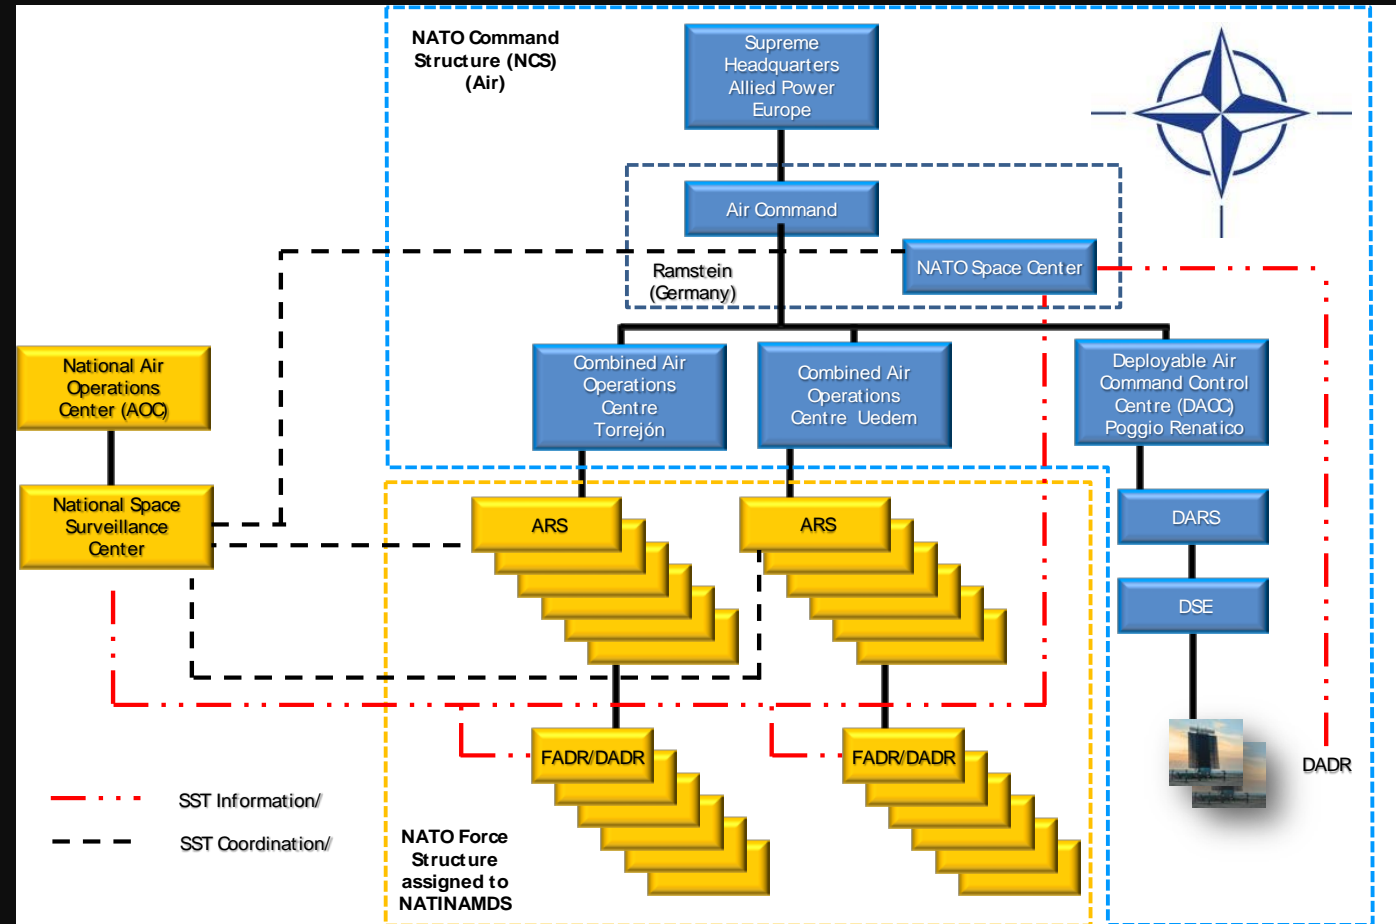 NATO Command
Structure (NCS)
(Air)
Supreme
Headquarters
Allied Power
Europe
Air Command
NATO Space Center
Ramstein
(Germany)
National Air
Operations
Center (AOC)
Combined Air
Operations
Centre
Torrejón
Combined Air
Operations
Centre Uedem
Deployable Air
Command Control
Centre (DACC)
Poggio Renatico
National Space
Surveillance
Center
ARS
ARS
DARS
DSE
FADR/DADR
FADR/DADR
DADR
SST Information/
SST Coordination/
NATO Force
Structure
assigned to
NATINAMDS